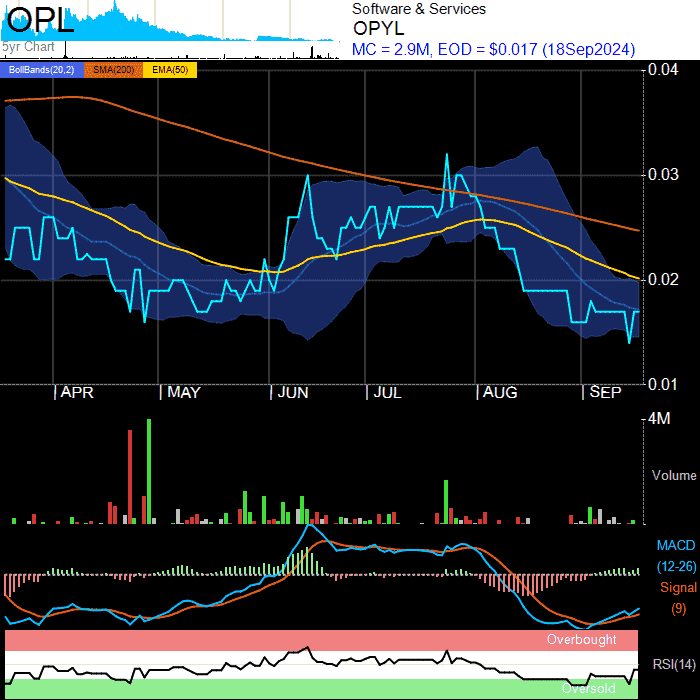 OPL
5yr Chart
Software & Services
OPYL
MC = 2.9M, EOD = $0.017 (18Sep2024)
BollBands(20,2) SMA(200) EMA(50)
0.04
0.03
0.02
0.01
APR MAY JUN JUL AUG SEP
4M
Volume
MACD
(12-26)
Signal
(9)
Overbought
RSI(14)
Oversold